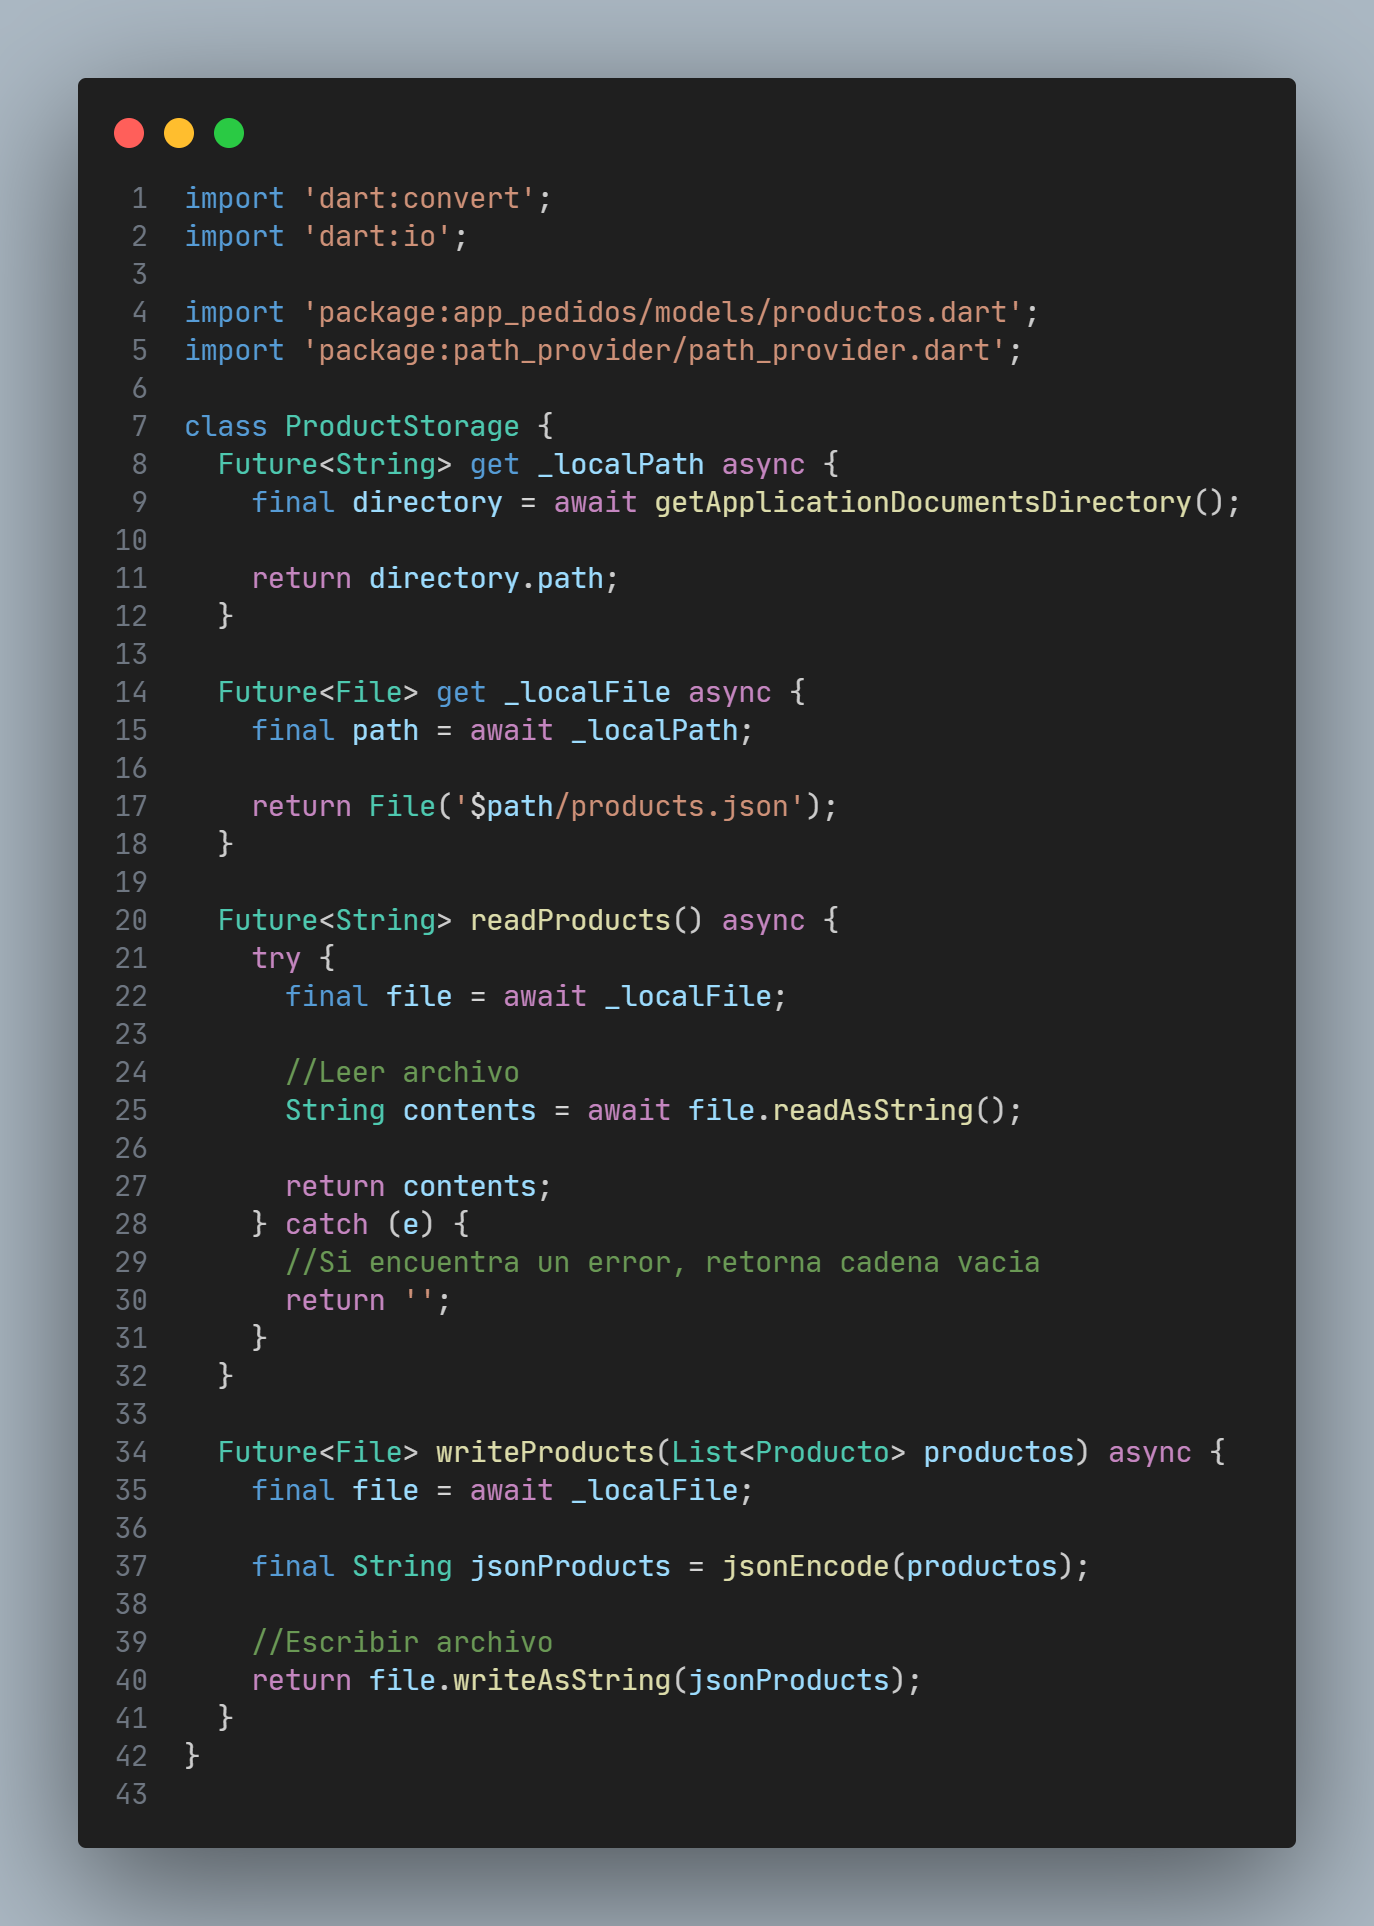 1 import 'dart:convert';
2 import 'dart:io';
3
4 import 'package:app_pedidos/models/productos.dart';
5 import 'package:path_provider/path_provider.dart';
6
7 class ProductStorage {
8   Future<String> get _localPath async {
9     final directory = await getApplicationDocumentsDirectory();
10
11     return directory.path;
12   }
13
14   Future<File> get _localFile async {
15     final path = await _localPath;
16
17     return File('$path/products.json');
18   }
19
20   Future<String> readProducts() async {
21     try {
22       final file = await _localFile;
23
24       //Leer archivo
25       String contents = await file.readAsString();
26
27       return contents;
28     } catch (e) {
29       //Si encuentra un error, retorna cadena vacia
30       return '';
31     }
32   }
33
34   Future<File> writeProducts(List<Producto> productos) async {
35     final file = await _localFile;
36
37     final String jsonProducts = jsonEncode(productos);
38
39     //Escribir archivo
40     return file.writeAsString(jsonProducts);
41   }
42 }
43